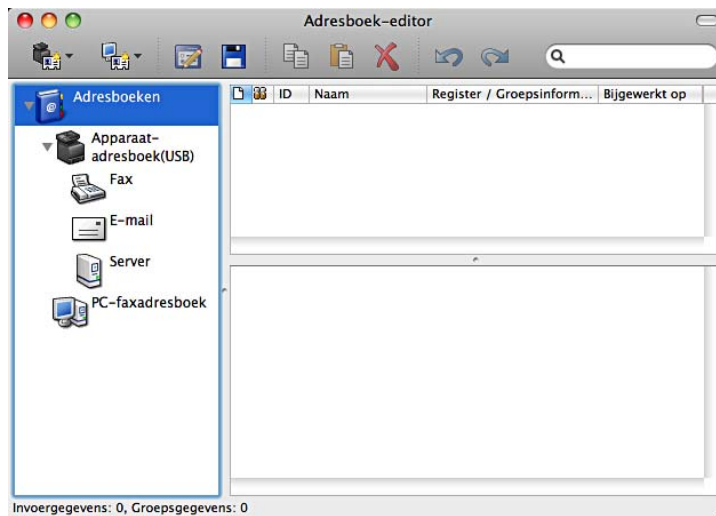 Adresboek-editor
Adresboeken
Apparaat-
adresboek(USB)
Fax
E-mail
Server
PC-faxadresboek
ID Naam Register / Groepsinform... Bijgewerkt op
Invoergegevens: 0, Groepsgegevens: 0